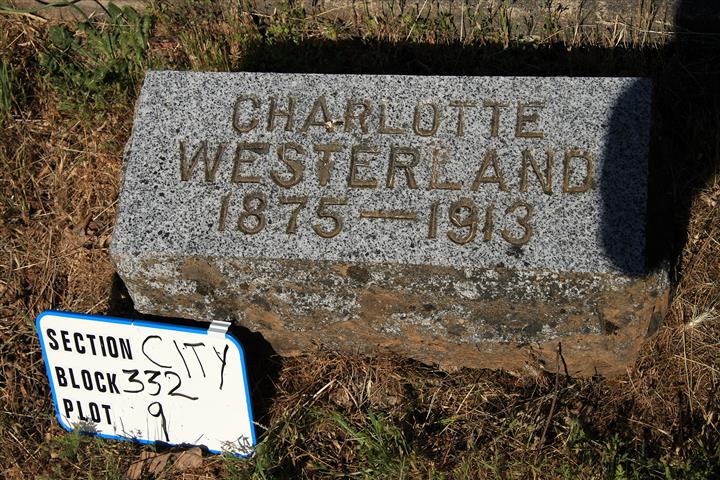 CHARLOTTE
WESTERLAND
1875—1913
SECTION CITY
BLOCK 332
PLOT 9